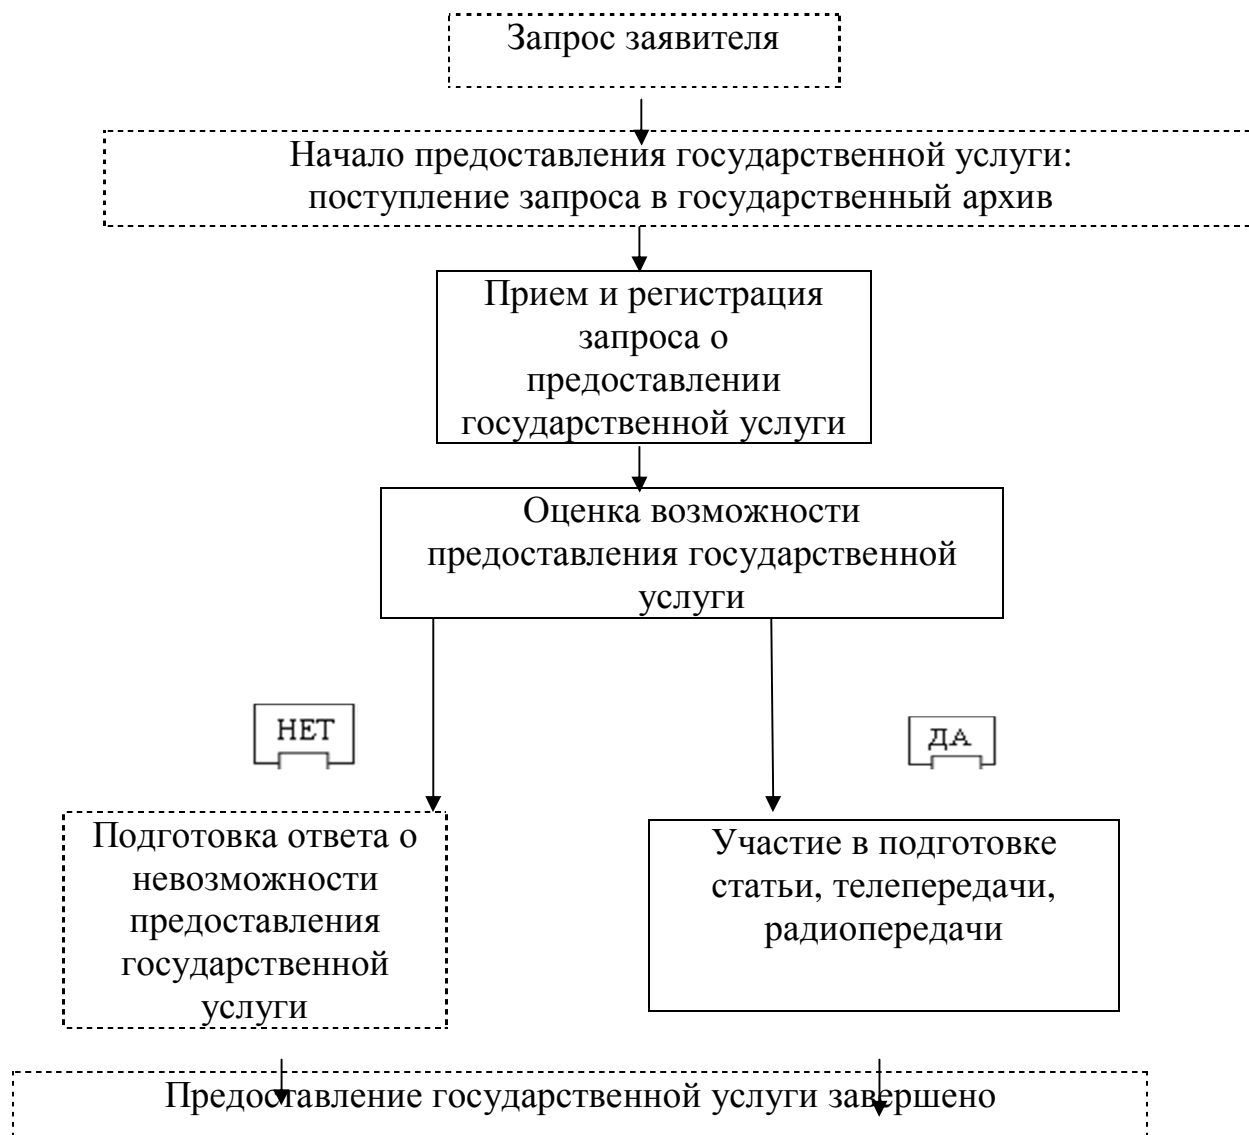 Запрос заявителя
Начало предоставления государственной услуги:
поступление запроса в государственный архив
Прием и регистрация
запроса о
предоставлении
государственной услуги
Оценка возможности
предоставления государственной
услуги
НЕТ
ДА
Подготовка ответа о
невозможности
предоставления
государственной
услуги
Участие в подготовке
статьи, телепередачи,
радиопередачи
Предоставление государственной услуги завершено